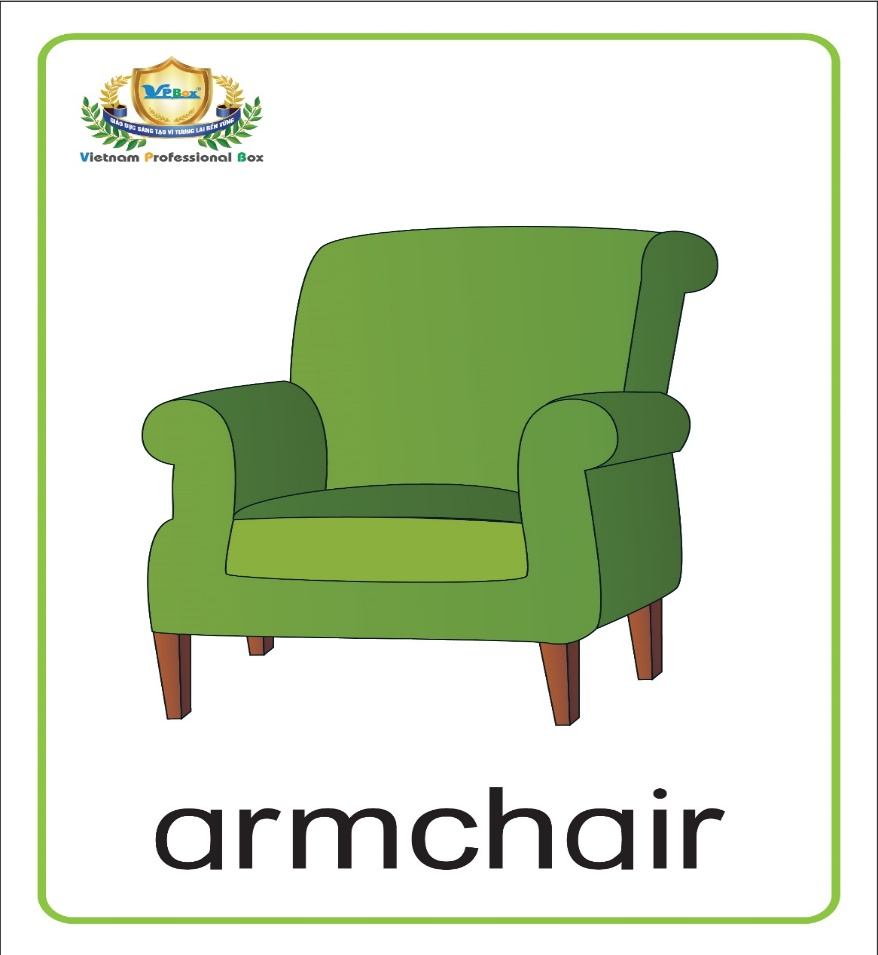 VPBox®
GIÁO DỤC SÁNG TẠO VÌ TƯƠNG LAI BỀN VỮNG
Vietnam Professional Box
armchair